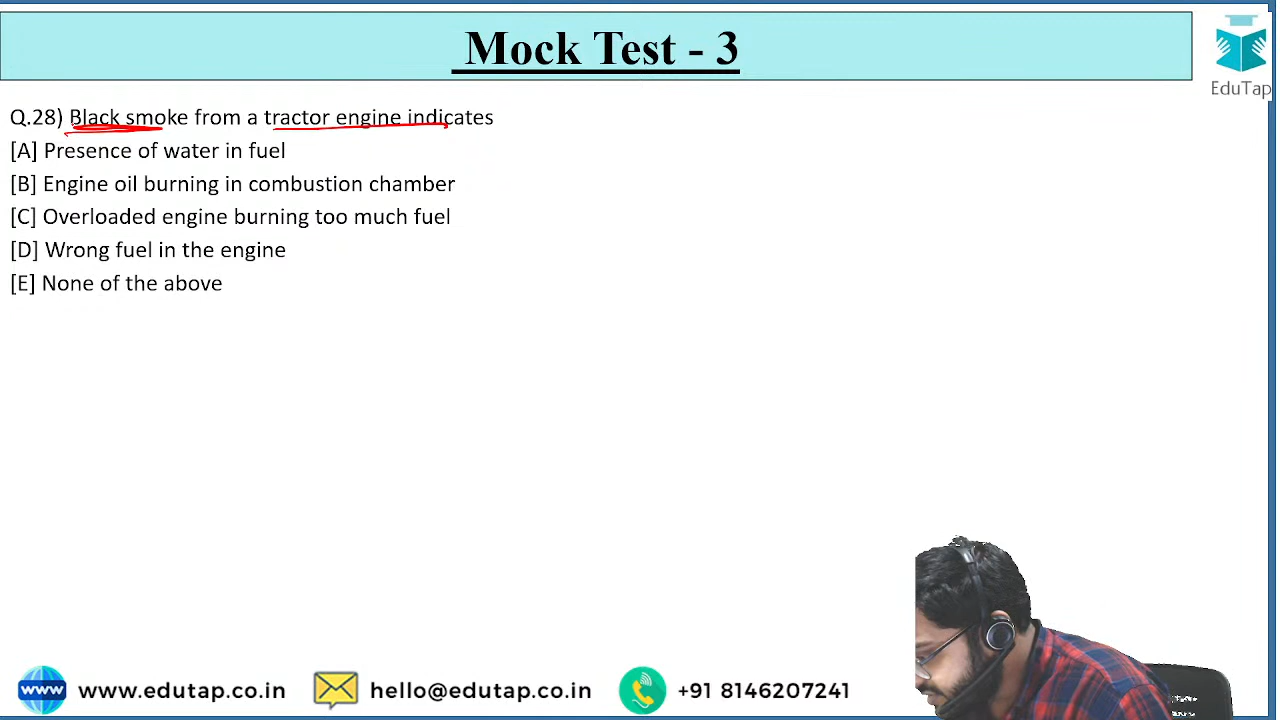 Mock Test - 3
EduTap
Q.28) Black smoke from a tractor engine indicates
[A] Presence of water in fuel
[B] Engine oil burning in combustion chamber
[C] Overloaded engine burning too much fuel
[D] Wrong fuel in the engine
[E] None of the above
www www.edutap.co.in hello@edutap.co.in +91 8146207241